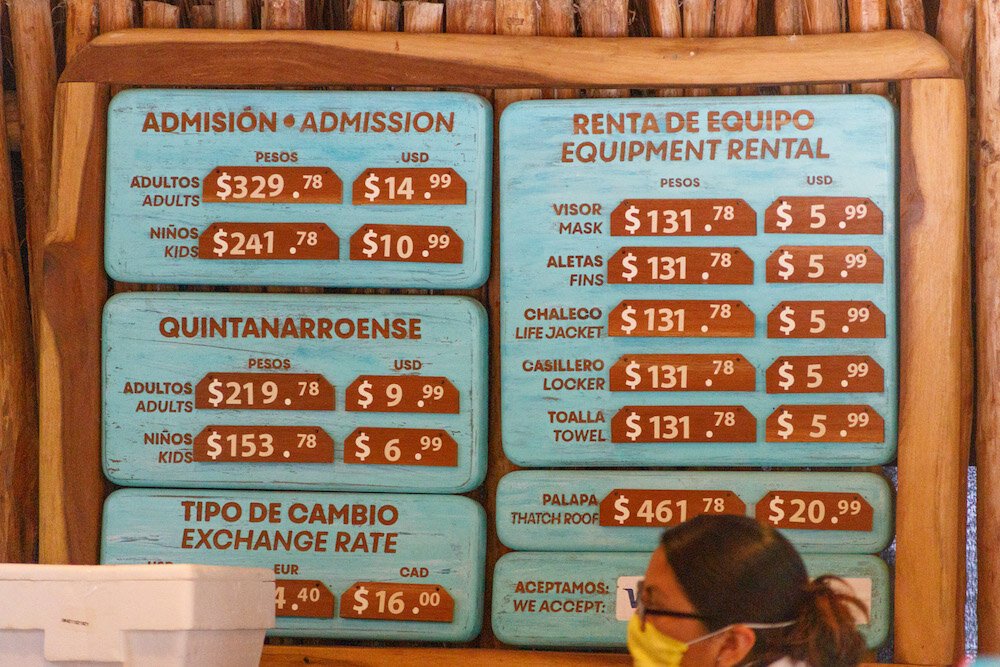 ADMISIÓN • ADMISSION
PESOS USD
ADULTOS $329.78 $14.99
ADULTS
NIÑOS $241.78 $10.99
KIDS
QUINTANARROENSE
PESOS USD
ADULTOS $219.78 $9.99
ADULTS
NIÑOS $153.78 $6.99
KIDS
TIPO DE CAMBIO
EXCHANGE RATE
EUR CAD
4.40 $16.00
RENTA DE EQUIPO
EQUIPMENT RENTAL
PESOS USD
VISOR $131.78 $5.99
MASK
ALETAS $131.78 $5.99
FINS
CHALECO $131.78 $5.99
LIFE JACKET
CASILLERO $131.78 $5.99
LOCKER
TOALLA $131.78 $5.99
TOWEL
PALAPA $461.78 $20.99
THATCH ROOF
ACEPTAMOS:
WE ACCEPT: